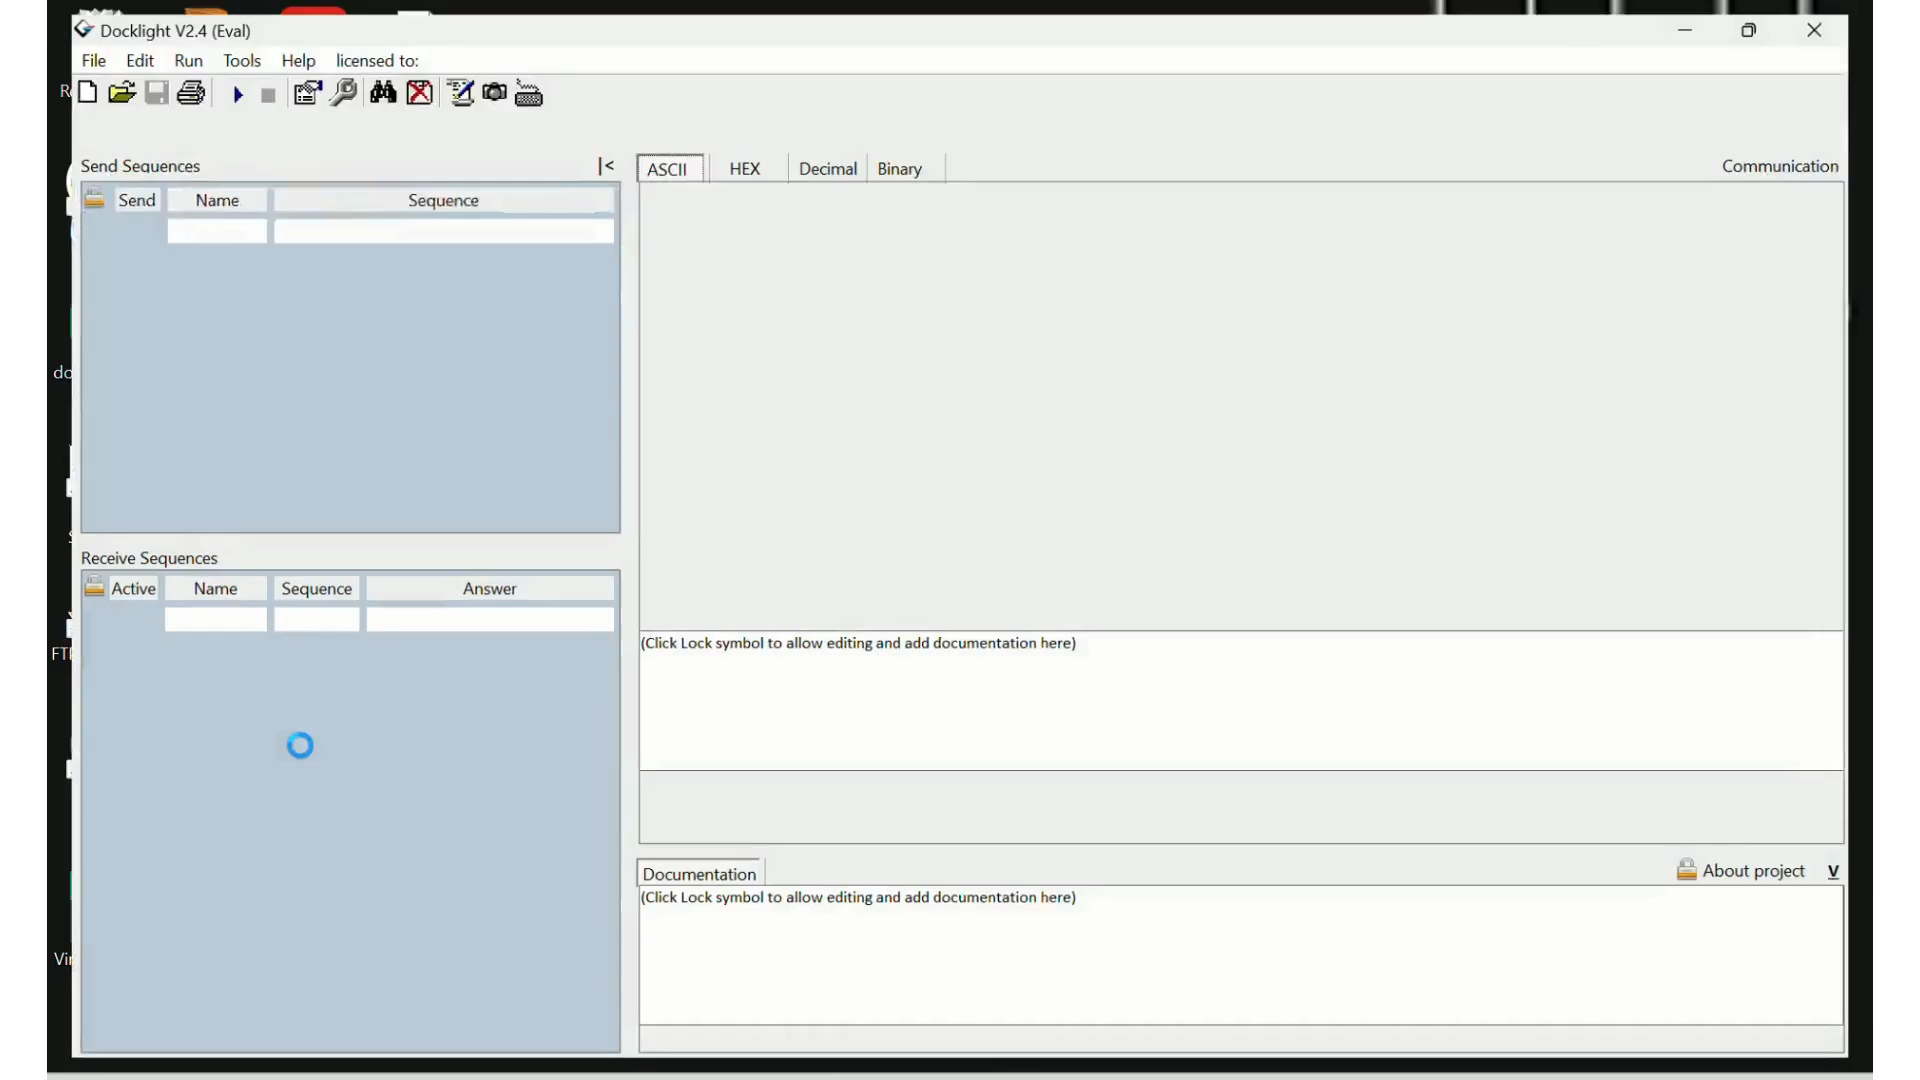 Docklight V2.4 (Eval)
File Edit Run Tools Help licensed to:
Send Sequences |< ASCII HEX Decimal Binary Communication
Send Name Sequence
Receive Sequences
Active Name Sequence Answer
(Click Lock symbol to allow editing and add documentation here)
Documentation About project V
(Click Lock symbol to allow editing and add documentation here)